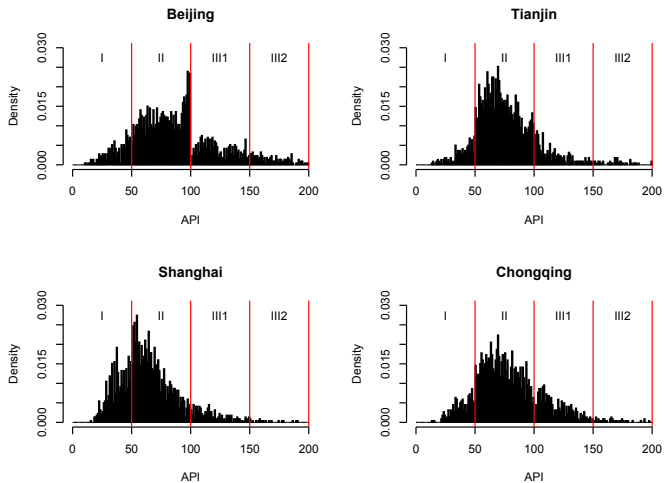 Beijing
Density
0.000 0.015 0.030
I II III1 III2
0 50 100 150 200
API
Tianjin
Density
0.000 0.015 0.030
I II III1 III2
0 50 100 150 200
API
Shanghai
Density
0.000 0.015 0.030
I II III1 III2
0 50 100 150 200
API
Chongqing
Density
0.000 0.015 0.030
I II III1 III2
0 50 100 150 200
API